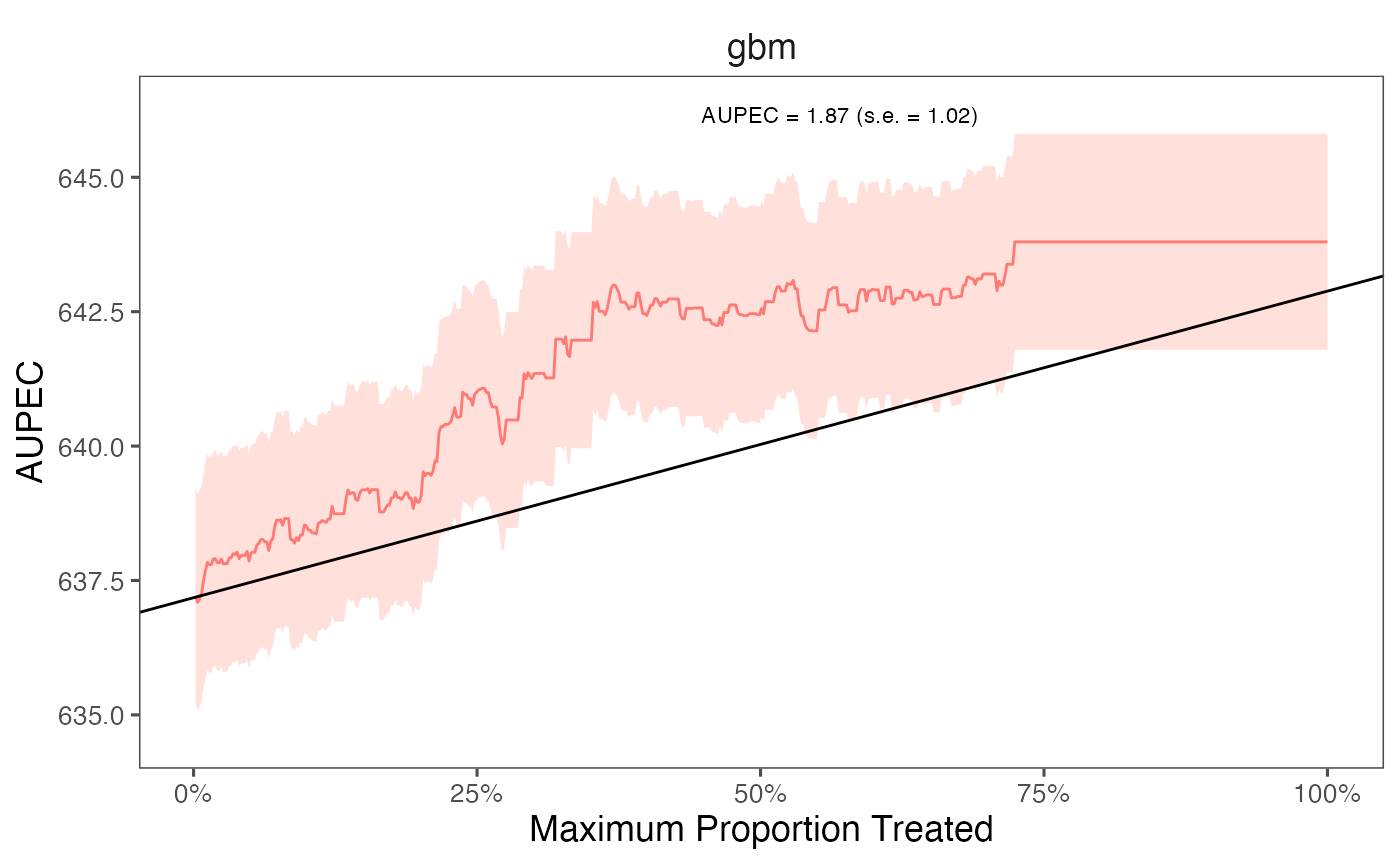 gbm
AUPEC = 1.87 (s.e. = 1.02)
AUPEC
645.0
642.5
640.0
637.5
635.0
0%
25%
50%
75%
100%
Maximum Proportion Treated